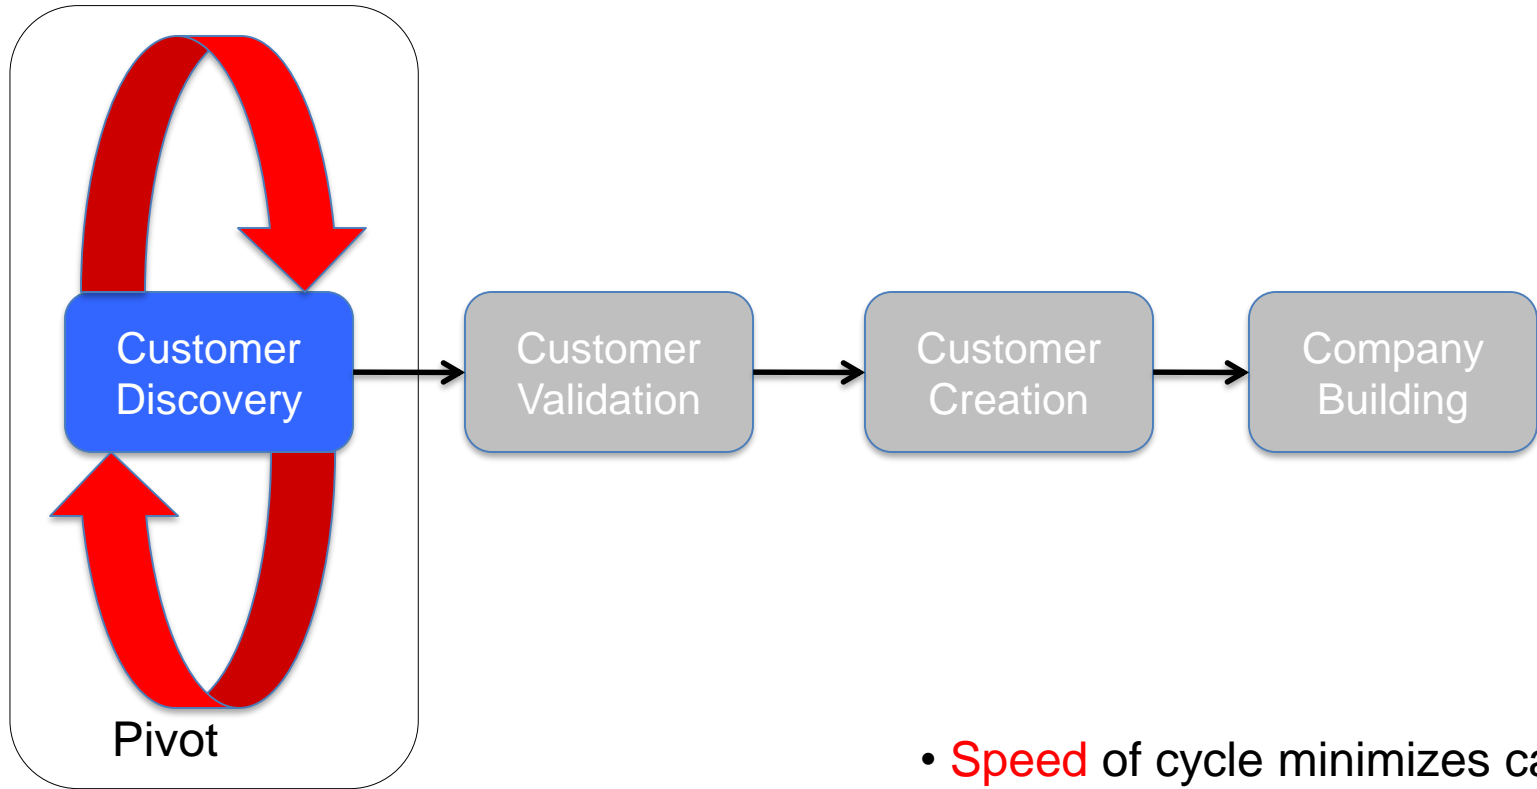 Customer
Discovery
Customer
Validation
Customer
Creation
Company
Building
Pivot
• Speed of cycle minimizes